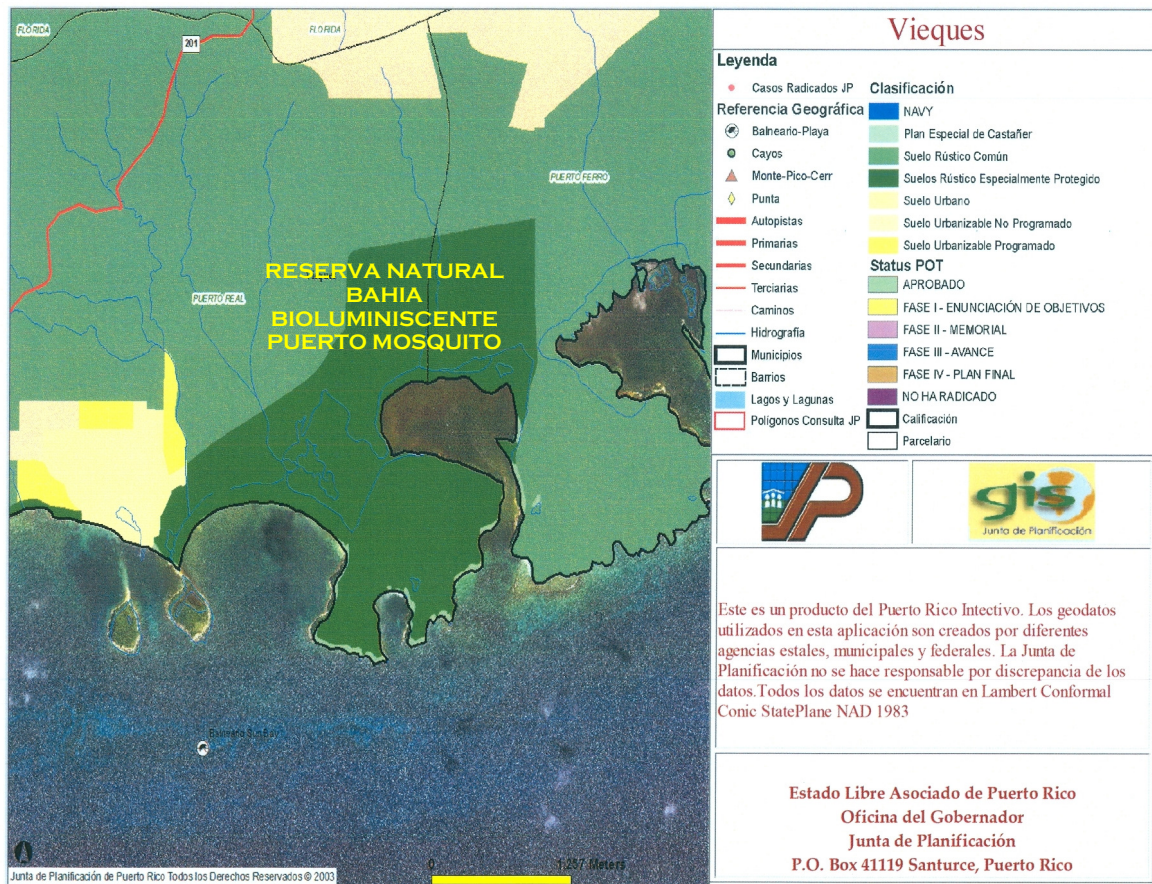 FLORIDA
FLORIDA
201
PUERTO FERRO
RESERVA NATURAL
BAHIA
BIOLUMINISCENTE
PUERTO MOSQUITO
PUERTO REAL
Balneario Sun Bay
0
1,257 Meters
Junta de Planificación de Puerto Rico Todos los Derechos Reservados © 2003
Vieques
Leyenda
Casos Radicados JP
Referencia Geográfica
Balneario-Playa
Cayos
Monte-Pico-Cerr
Punta
Autopistas
Primarias
Secundarias
Terciarias
Caminos
Hidrografía
Municipios
Barrios
Lagos y Lagunas
Polígonos Consulta JP
Clasificación
NAVY
Plan Especial de Castañer
Suelo Rústico Común
Suelos Rústico Especialmente Protegido
Suelo Urbano
Suelo Urbanizable No Programado
Suelo Urbanizable Programado
Status POT
APROBADO
FASE I - ENUNCIACIÓN DE OBJETIVOS
FASE II - MEMORIAL
FASE III - AVANCE
FASE IV - PLAN FINAL
NO HA RADICADO
Calificación
Parcelario
gis
Junta de Planificación
Este es un producto del Puerto Rico Intectivo. Los geodatos
utilizados en esta aplicación son creados por diferentes
agencias estales, municipales y federales. La Junta de
Planificación no se hace responsable por discrepancia de los
datos.Todos los datos se encuentran en Lambert Conformal
Conic StatePlane NAD 1983
Estado Libre Asociado de Puerto Rico
Oficina del Gobernador
Junta de Planificación
P.O. Box 41119 Santurce, Puerto Rico